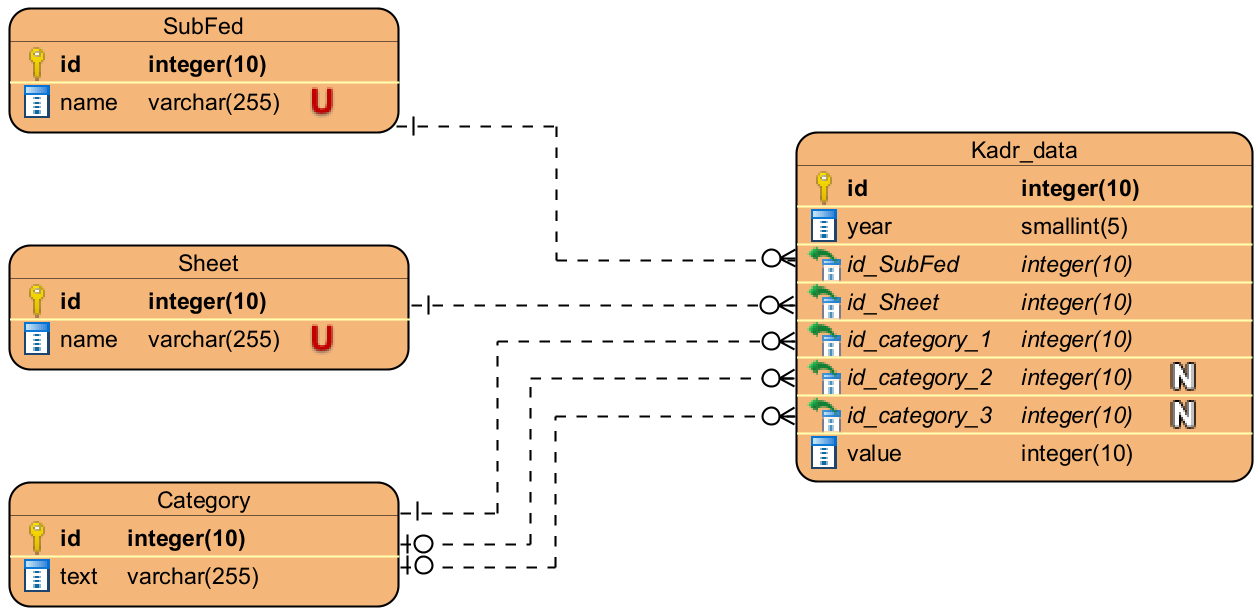 SubFed
id integer(10)
name varchar(255) U
Kadr_data
id integer(10)
year smallint(5)
id_SubFed integer(10)
id_Sheet integer(10)
id_category_1 integer(10)
id_category_2 integer(10) N
id_category_3 integer(10) N
value integer(10)
Sheet
id integer(10)
name varchar(255) U
Category
id integer(10)
text varchar(255)